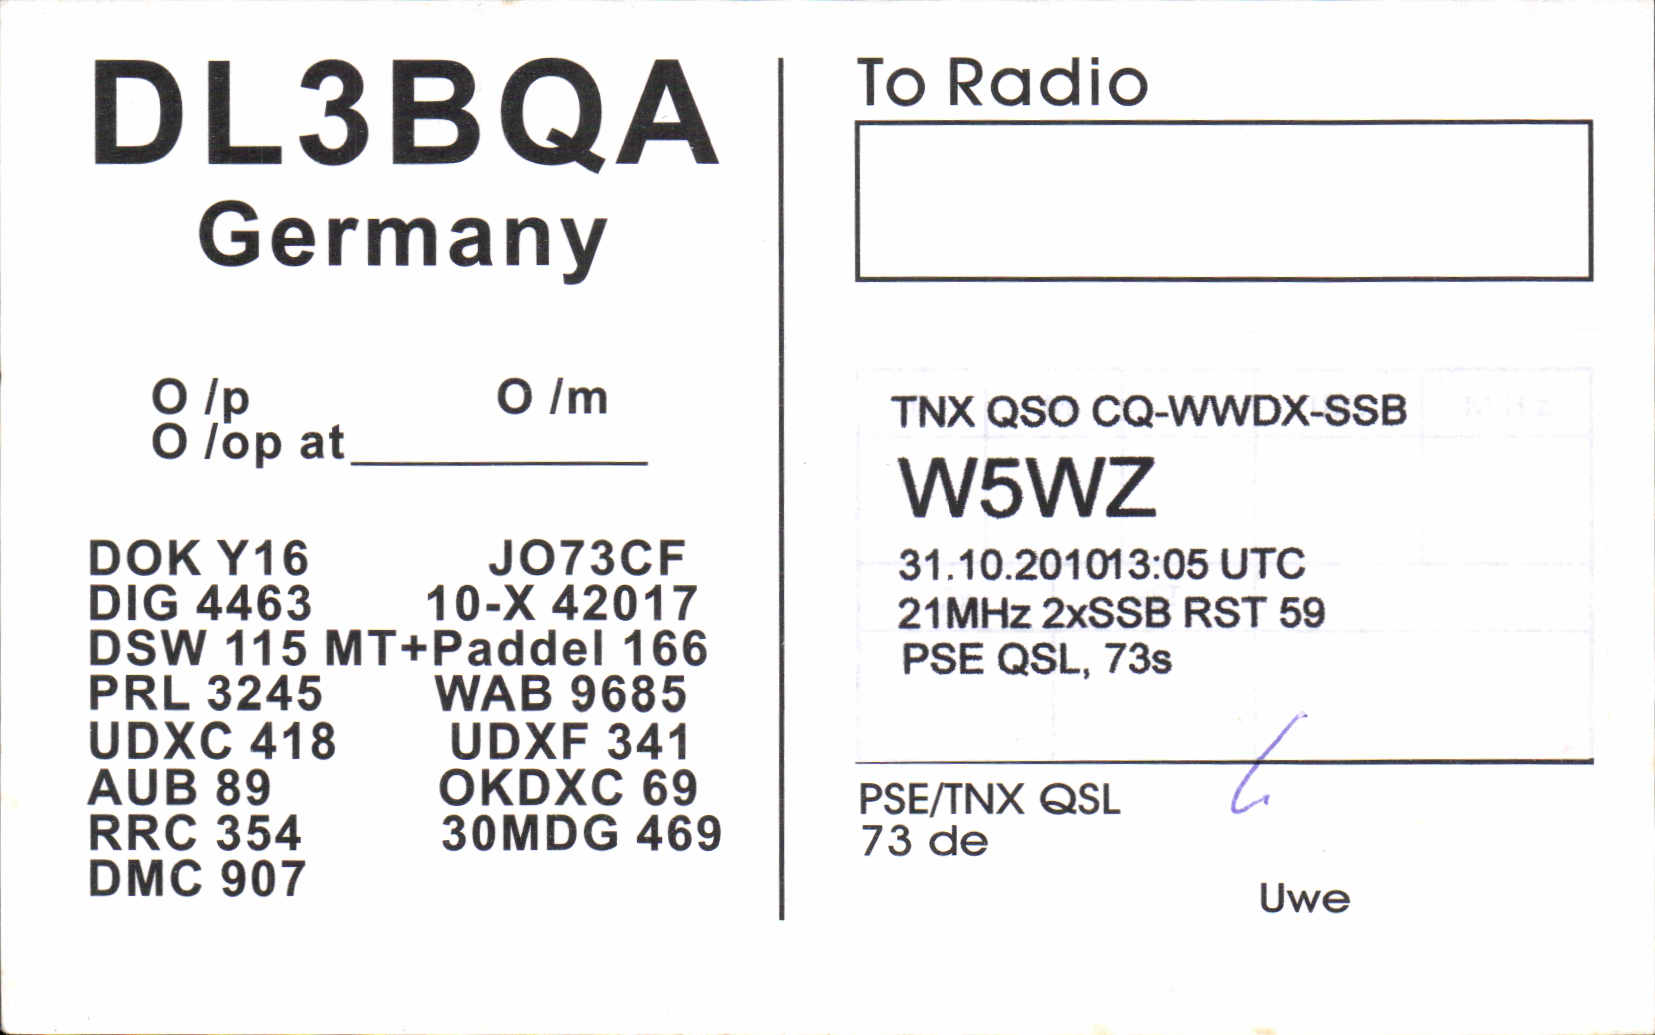 DL3BQA
Germany
O /p O /m
O /op at
DOK Y16 JO73CF
DIG 4463 10-X 42017
DSW 115 MT+Paddel 166
PRL 3245 WAB 9685
UDXC 418 UDXF 341
AUB 89 OKDXC 69
RRC 354 30MDG 469
DMC 907
To Radio
MHz
TNX QSO CQ-WWDX-SSB
W5WZ
31.10.201013:05 UTC
21MHz 2xSSB RST 59
PSE QSL, 73s
PSE/TNX QSL
73 de
Uwe